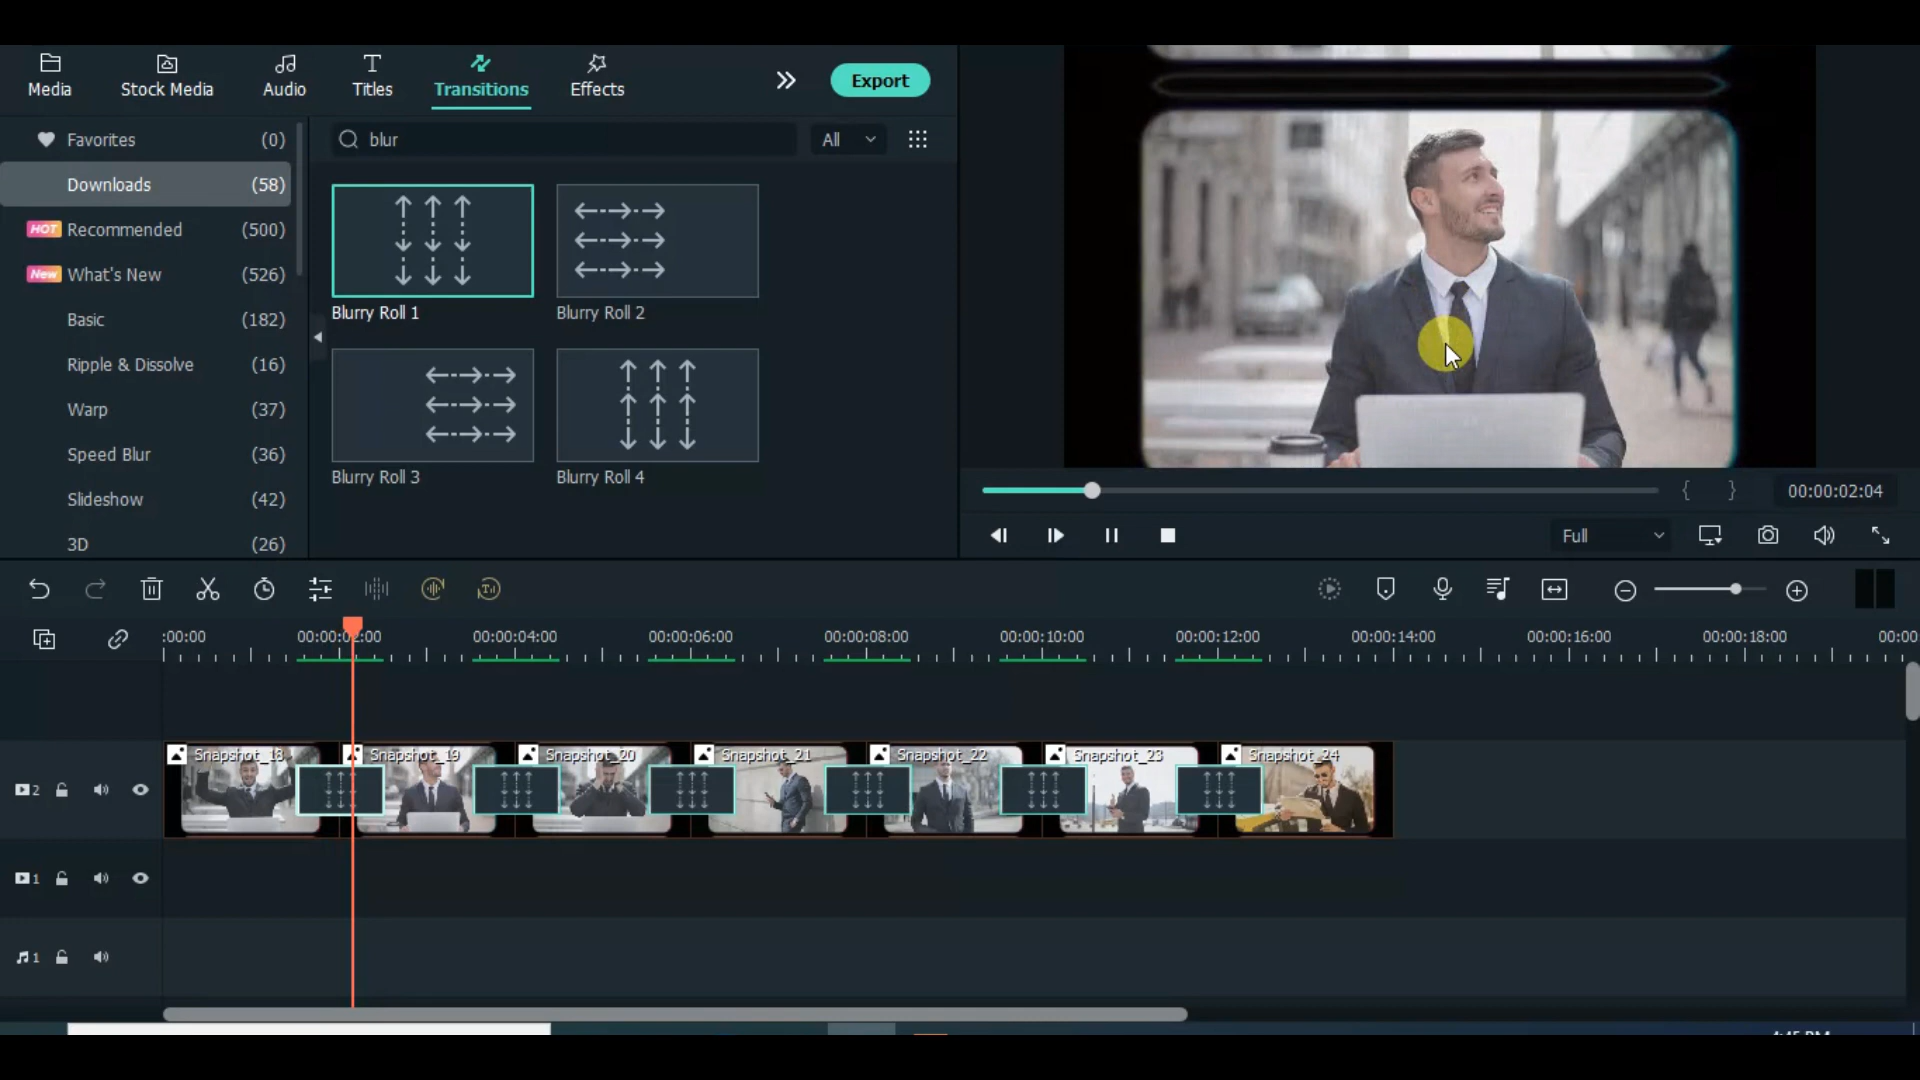 Media
Stock Media
Audio
Titles
Transitions
Effects
Export
Favorites (0)
Downloads (58)
HOT Recommended (500)
New What's New (526)
Basic (182)
Ripple & Dissolve (16)
Warp (37)
Speed Blur (36)
Slideshow (42)
3D (26)
blur
All
Blurry Roll 1
Blurry Roll 2
Blurry Roll 3
Blurry Roll 4
{ }
00:00:02:04
Full
:00:00
00:00:02:00
00:00:04:00
00:00:06:00
00:00:08:00
00:00:10:00
00:00:12:00
00:00:14:00
00:00:16:00
00:00:18:00
00:00
Snapshot_18
Snapshot_19
Snapshot_20
Snapshot_21
Snapshot_22
Snapshot_23
Snapshot_24
2
1
1